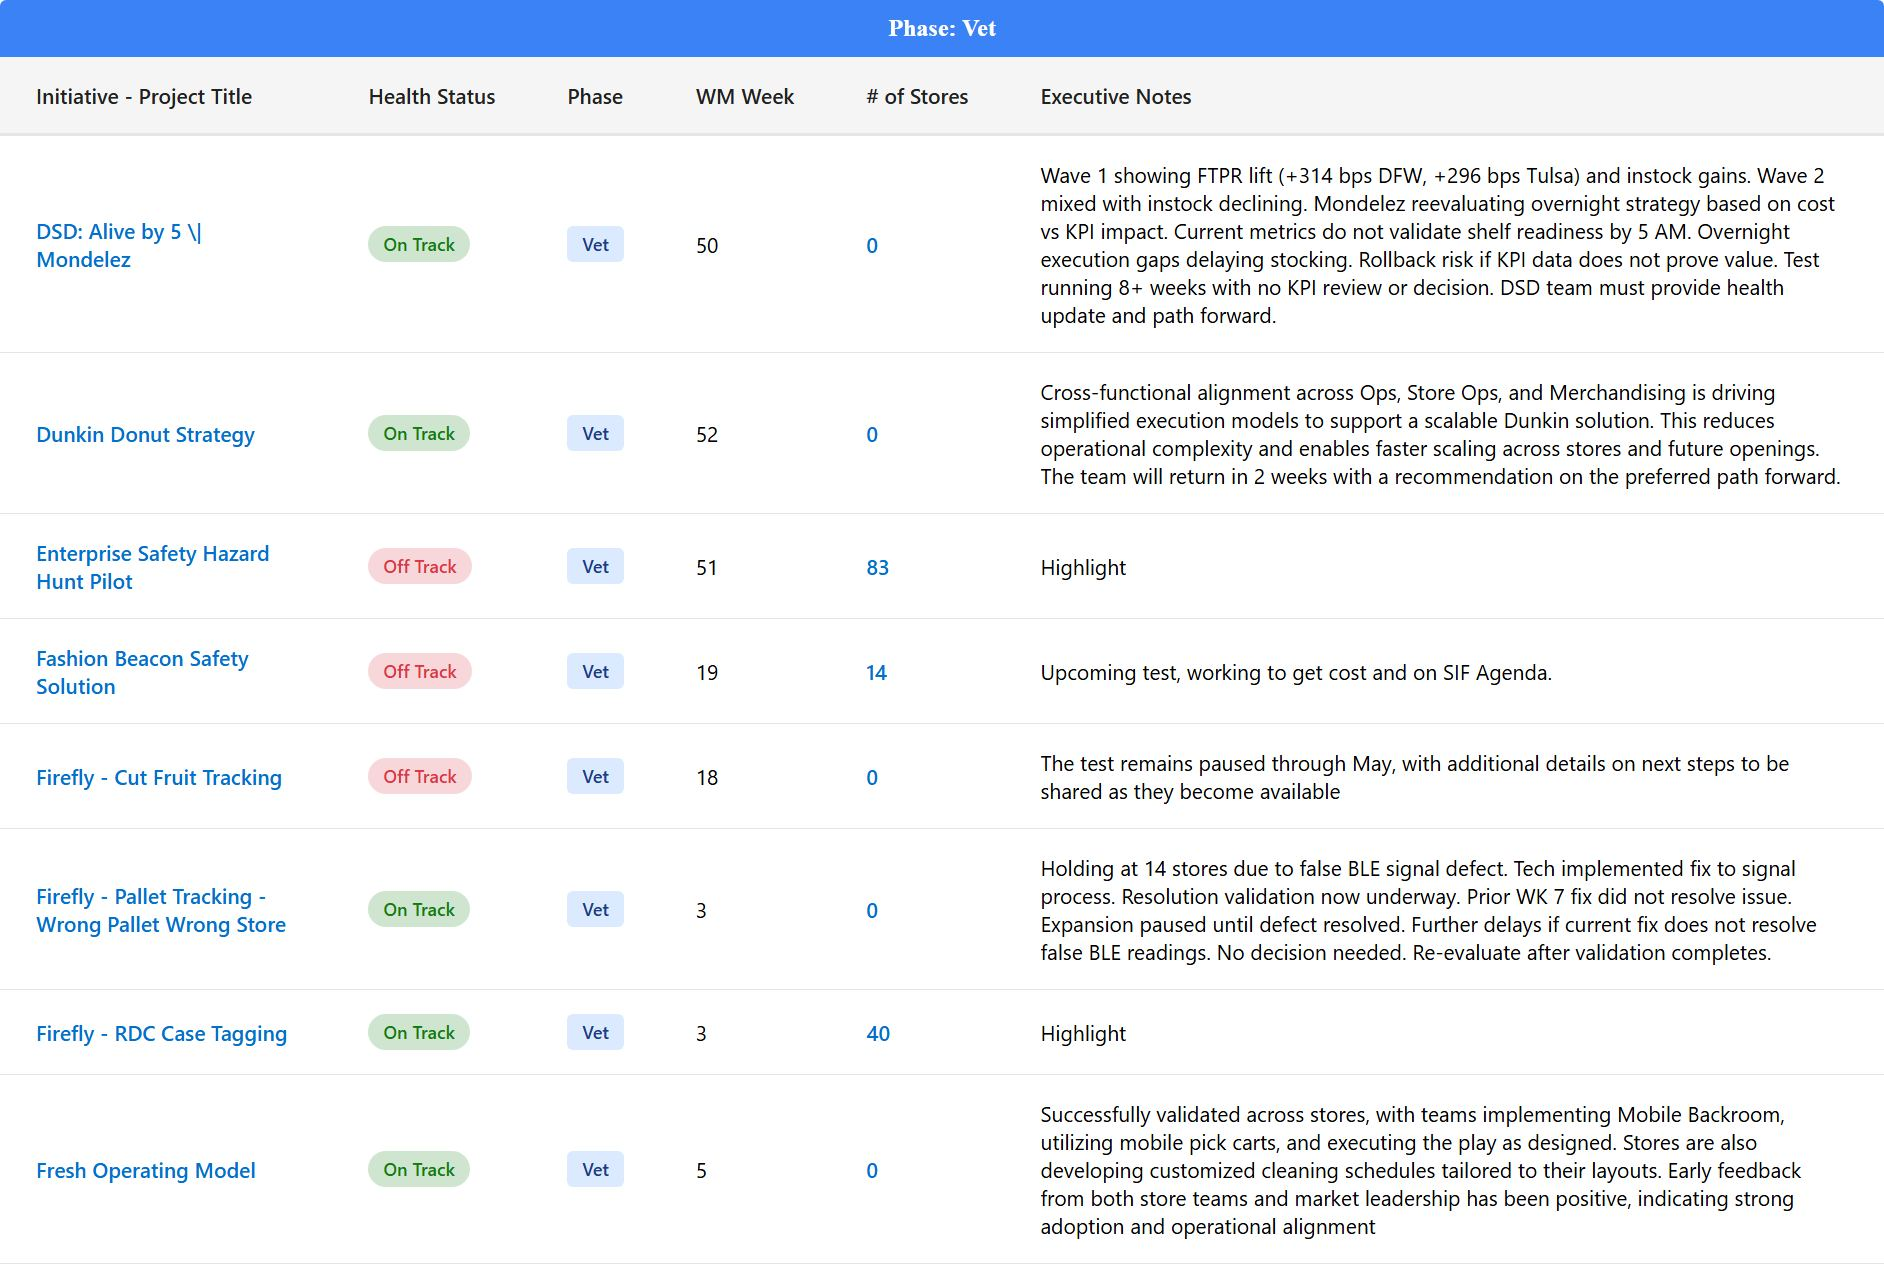 Phase: Vet
Initiative - Project Title
Health Status
Phase
WM Week
# of Stores
Executive Notes
DSD: Alive by 5 \|
Mondelez
On Track
Vet
50
0
Wave 1 showing FTPR lift (+314 bps DFW, +296 bps Tulsa) and instock gains. Wave 2
mixed with instock declining. Mondelez reevaluating overnight strategy based on cost
vs KPI impact. Current metrics do not validate shelf readiness by 5 AM. Overnight
execution gaps delaying stocking. Rollback risk if KPI data does not prove value. Test
running 8+ weeks with no KPI review or decision. DSD team must provide health
update and path forward.
Dunkin Donut Strategy
On Track
Vet
52
0
Cross-functional alignment across Ops, Store Ops, and Merchandising is driving
simplified execution models to support a scalable Dunkin solution. This reduces
operational complexity and enables faster scaling across stores and future openings.
The team will return in 2 weeks with a recommendation on the preferred path forward.
Enterprise Safety Hazard
Hunt Pilot
Off Track
Vet
51
83
Highlight
Fashion Beacon Safety
Solution
Off Track
Vet
19
14
Upcoming test, working to get cost and on SIF Agenda.
Firefly - Cut Fruit Tracking
Off Track
Vet
18
0
The test remains paused through May, with additional details on next steps to be
shared as they become available
Firefly - Pallet Tracking -
Wrong Pallet Wrong Store
On Track
Vet
3
0
Holding at 14 stores due to false BLE signal defect. Tech implemented fix to signal
process. Resolution validation now underway. Prior WK 7 fix did not resolve issue.
Expansion paused until defect resolved. Further delays if current fix does not resolve
false BLE readings. No decision needed. Re-evaluate after validation completes.
Firefly - RDC Case Tagging
On Track
Vet
3
40
Highlight
Fresh Operating Model
On Track
Vet
5
0
Successfully validated across stores, with teams implementing Mobile Backroom,
utilizing mobile pick carts, and executing the play as designed. Stores are also
developing customized cleaning schedules tailored to their layouts. Early feedback
from both store teams and market leadership has been positive, indicating strong
adoption and operational alignment